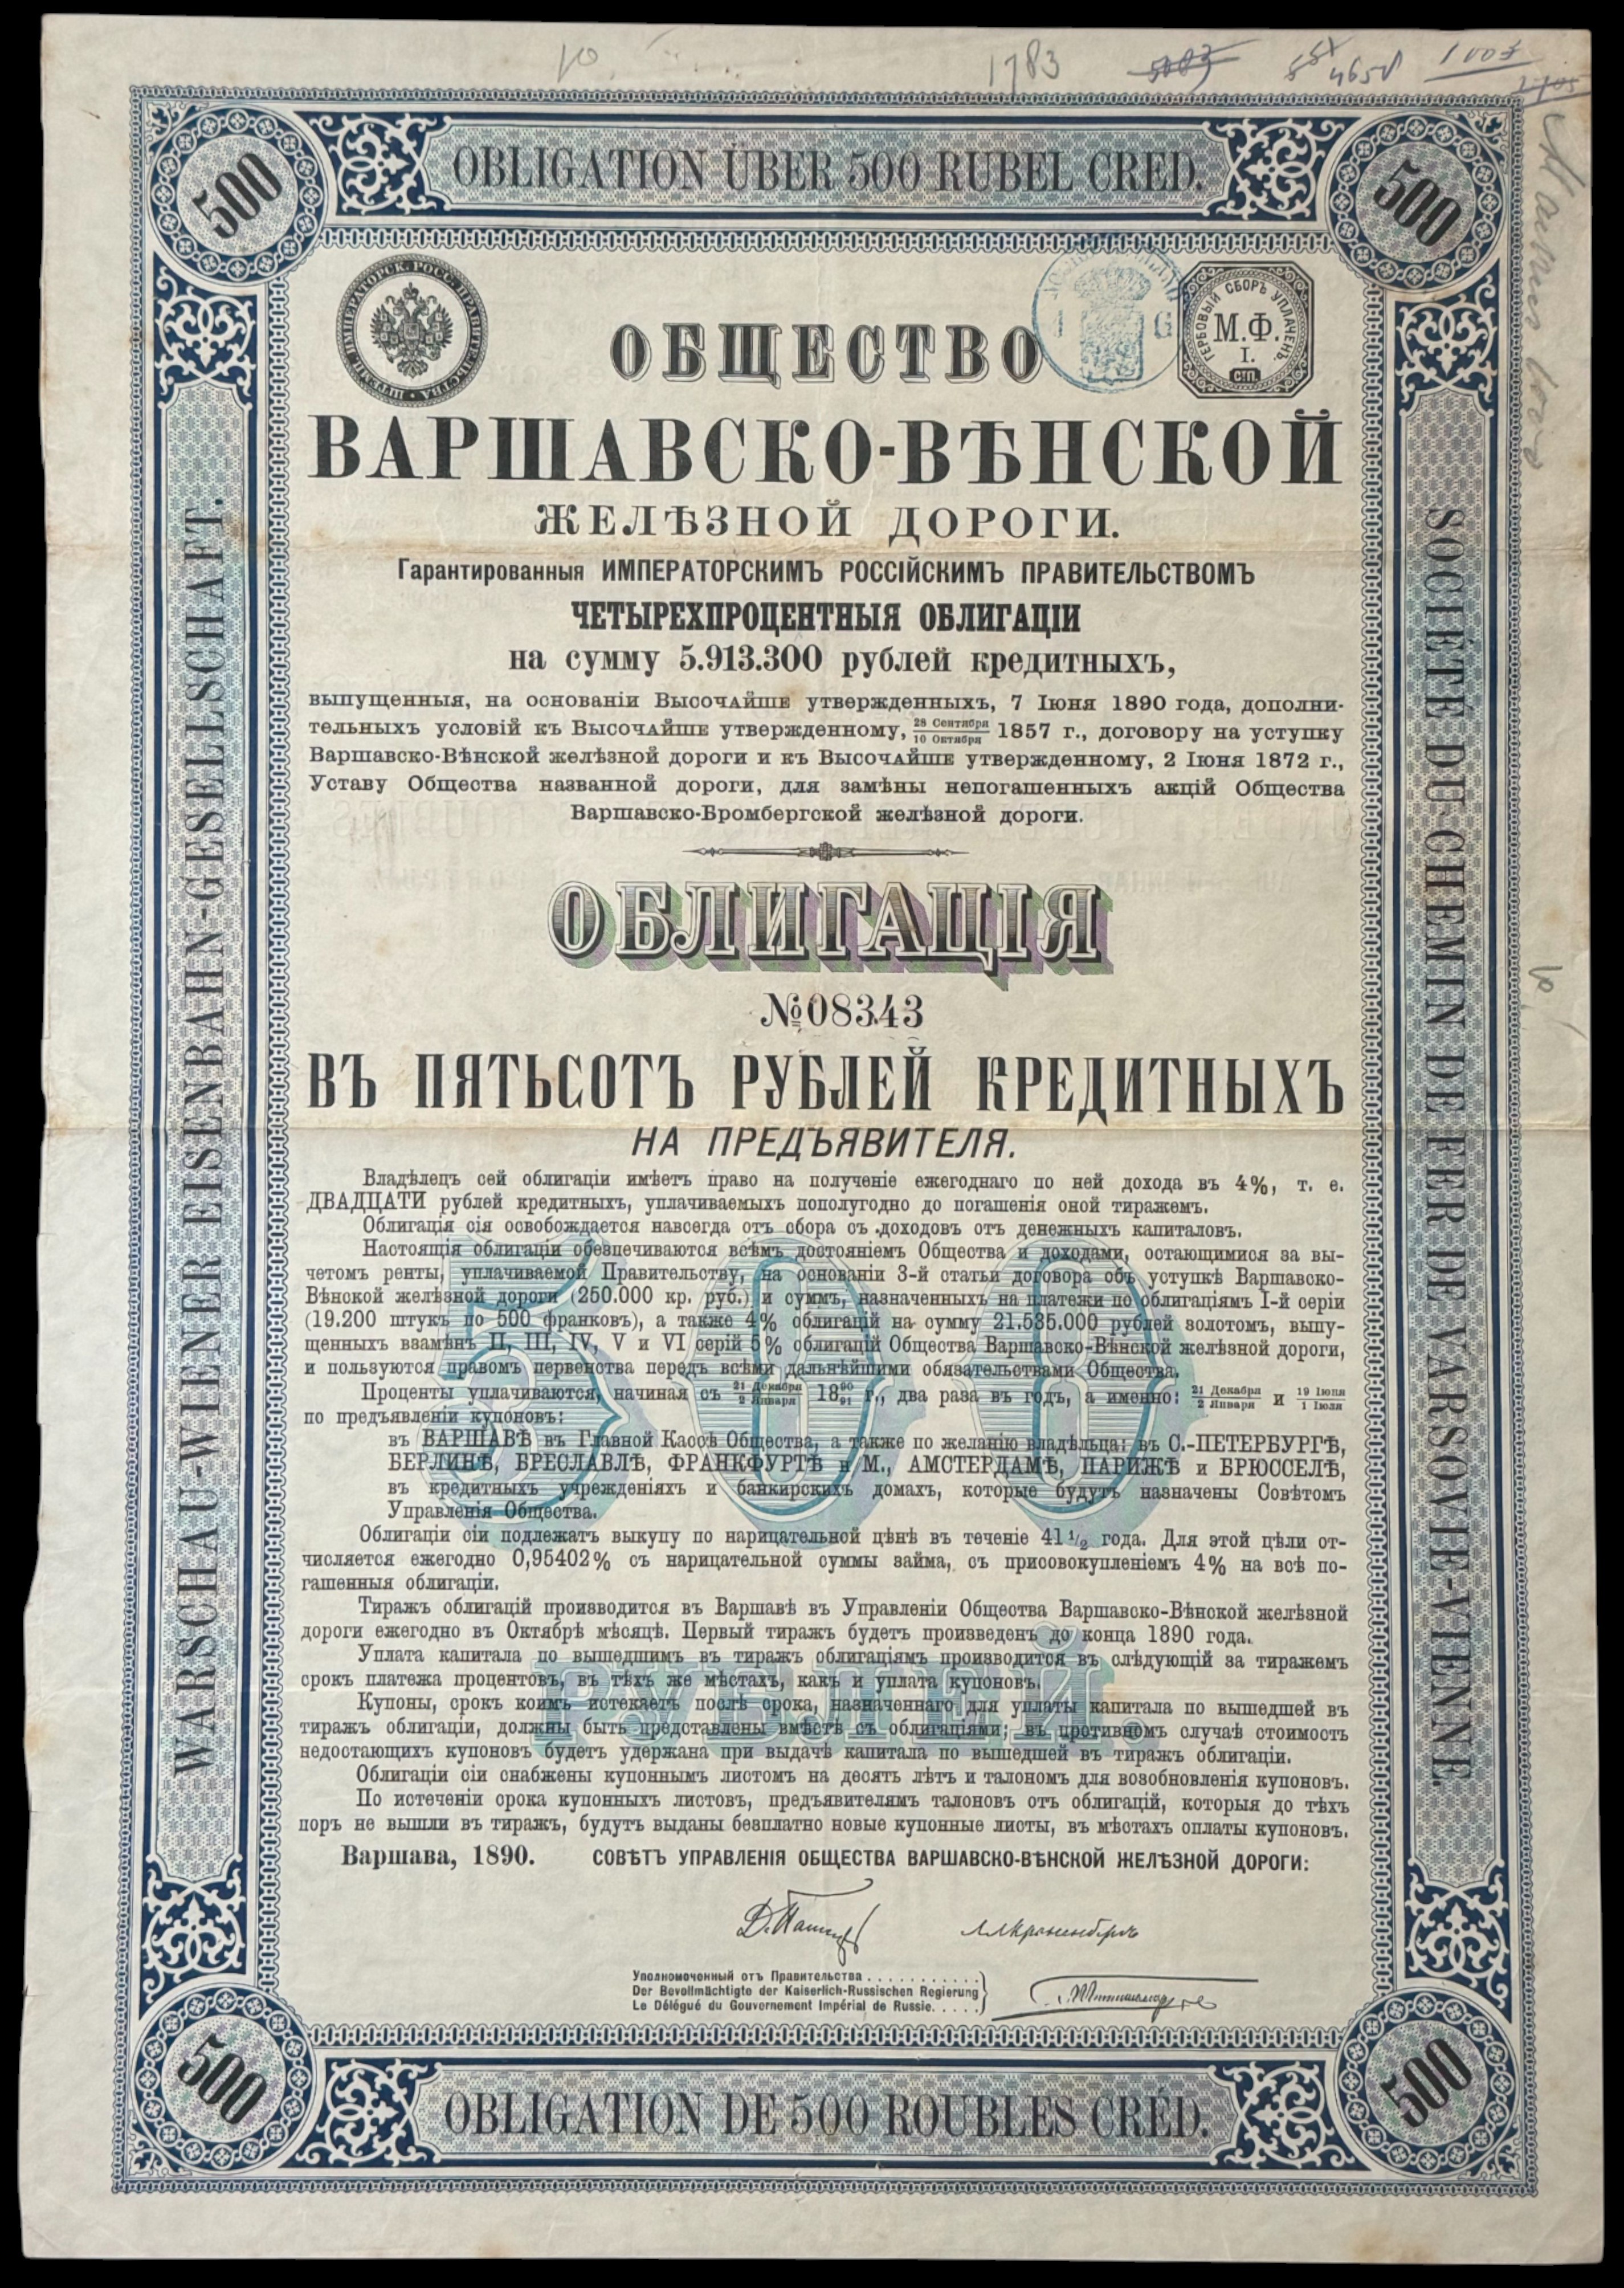 1783
5083
4650
OBLIGATION ÜBER 500 RUBEL CRED.
500
500
ШТЕМПЕЛЬ ИМПЕРАТОРСК. РОСС. ПРАВИТЕЛЬСТВА
1 G
ГЕРБОВЫЙ СБОРЪ УПЛАЧЕНЪ.
М.Ф.
I.
С.П.
ОБЩЕСТВО
ВАРШАВСКО-ВѢНСКОЙ
ЖЕЛѢЗНОЙ ДОРОГИ.
Гарантированныя ИМПЕРАТОРСКИМЪ РОССІЙСКИМЪ ПРАВИТЕЛЬСТВОМЪ
ЧЕТЫРЕХПРОЦЕНТНЫЯ ОБЛИГАЦІИ
на сумму 5.913.300 рублей кредитныхъ,
выпущенныя, на основаніи ВысочАЙШЕ утвержденныхъ, 7 Іюня 1890 года, дополни-
тельныхъ условій къ ВысочАЙШЕ утвержденному, 28 Сентября / 10 Октября 1857 г., договору на уступку
Варшавско-Вѣнской желѣзной дороги и къ ВысочАЙШЕ утвержденному, 2 Іюня 1872 г.,
Уставу Общества названной дороги, для замѣны непогашенныхъ акцій Общества
Варшавско-Бромбергской желѣзной дороги.
ОБЛИГАЦІЯ
№ 08343
ВЪ ПЯТЬСОТЪ РУБЛЕЙ КРЕДИТНЫХЪ
НА ПРЕДЪЯВИТЕЛЯ.
Владѣлецъ сей облигаціи имѣетъ право на полученіе ежегоднаго по ней дохода въ 4%, т. е.
ДВАДЦАТИ рублей кредитныхъ, уплачиваемыхъ пополугодно до погашенія оной тиражемъ.
Облигація сія освобождается навсегда отъ сбора съ доходовъ отъ денежныхъ капиталовъ.
Настоящія облигаціи обезпечиваются всѣмъ достояніемъ Общества и доходами, остающимися за вы-
четомъ ренты, уплачиваемой Правительству, на основаніи 3-й статьи договора объ уступкѣ Варшавско-
Вѣнской желѣзной дороги (250.000 кр. руб.) и суммъ, назначенныхъ на платежи по облигаціямъ I-й серіи
(19.200 штукъ по 500 франковъ), а также 4% облигацій на сумму 21.535.000 рублей золотомъ, выпу-
щенныхъ взамѣнъ II, III, IV, V и VI серій 5% облигацій Общества Варшавско-Вѣнской желѣзной дороги,
и пользуются правомъ первенства передъ всѣми дальнѣйшими обязательствами Общества.
Проценты уплачиваются, начиная съ 21 Декабря / 2 Января 18 90/91 г., два раза въ годъ, а именно: 21 Декабря / 2 Января и 19 Іюня / 1 Іюля
по предъявленіи купоновъ:
въ ВАРШАВѢ въ Главной Кассѣ Общества, а также по желанію владѣльца: въ С.-ПЕТЕРБУРГѢ,
БЕРЛИНѢ, БРЕСЛАВЛѢ, ФРАНКФУРТѢ н М., АМСТЕРДАМѢ, ПАРИЖѢ и БРЮССЕЛѢ,
въ кредитныхъ учрежденіяхъ и банкирскихъ домахъ, которые будутъ назначены Совѣтомъ
Управленія Общества.
Облигаціи сіи подлежатъ выкупу по нарицательной цѣнѣ въ теченіе 41 1/2 года. Для этой цѣли от-
числяется ежегодно 0,95402% съ нарицательной суммы займа, съ присовокупленіемъ 4% на всѣ по-
гашенныя облигаціи.
Тиражъ облигацій производится въ Варшавѣ въ Управленіи Общества Варшавско-Вѣнской желѣзной
дороги ежегодно въ Октябрѣ мѣсяцѣ. Первый тиражъ будетъ произведенъ до конца 1890 года.
Уплата капитала по вышедшимъ въ тиражъ облигаціямъ производится въ слѣдующій за тиражемъ
срокъ платежа процентовъ, въ тѣхъ же мѣстахъ, какъ и уплата купоновъ.
Купоны, срокъ коимъ истекаетъ послѣ срока, назначеннаго для уплаты капитала по вышедшей въ
тиражъ облигаціи, должны быть представлены вмѣстѣ съ облигаціями; въ противномъ случаѣ стоимость
недостающихъ купоновъ будетъ удержана при выдачѣ капитала по вышедшей въ тиражъ облигаціи.
Облигаціи сіи снабжены купоннымъ листомъ на десять лѣтъ и талономъ для возобновленія купоновъ.
По истеченіи срока купонныхъ листовъ, предъявителямъ талоновъ отъ облигацій, которыя до тѣхъ
поръ не вышли въ тиражъ, будутъ выданы безплатно новые купонные листы, въ мѣстахъ оплаты купоновъ.
500
РУБЛЕЙ.
Варшава, 1890.
СОВѢТЪ УПРАВЛЕНІЯ ОБЩЕСТВА ВАРШАВСКО-ВѢНСКОЙ ЖЕЛѢЗНОЙ ДОРОГИ:
Уполномоченный отъ Правительства . . . . . . . . . . .
Der Bevollmächtigte der Kaiserlich-Russischen Regierung
Le Délégué du Gouvernement Impérial de Russie. . . . .
WARSCHAU-WIENER EISENBAHN-GESELLSCHAFT.
SOCIÉTÉ DU CHEMIN DE FER DE VARSOVIE-VIENNE.
500
500
OBLIGATION DE 500 ROUBLES CRÉD.